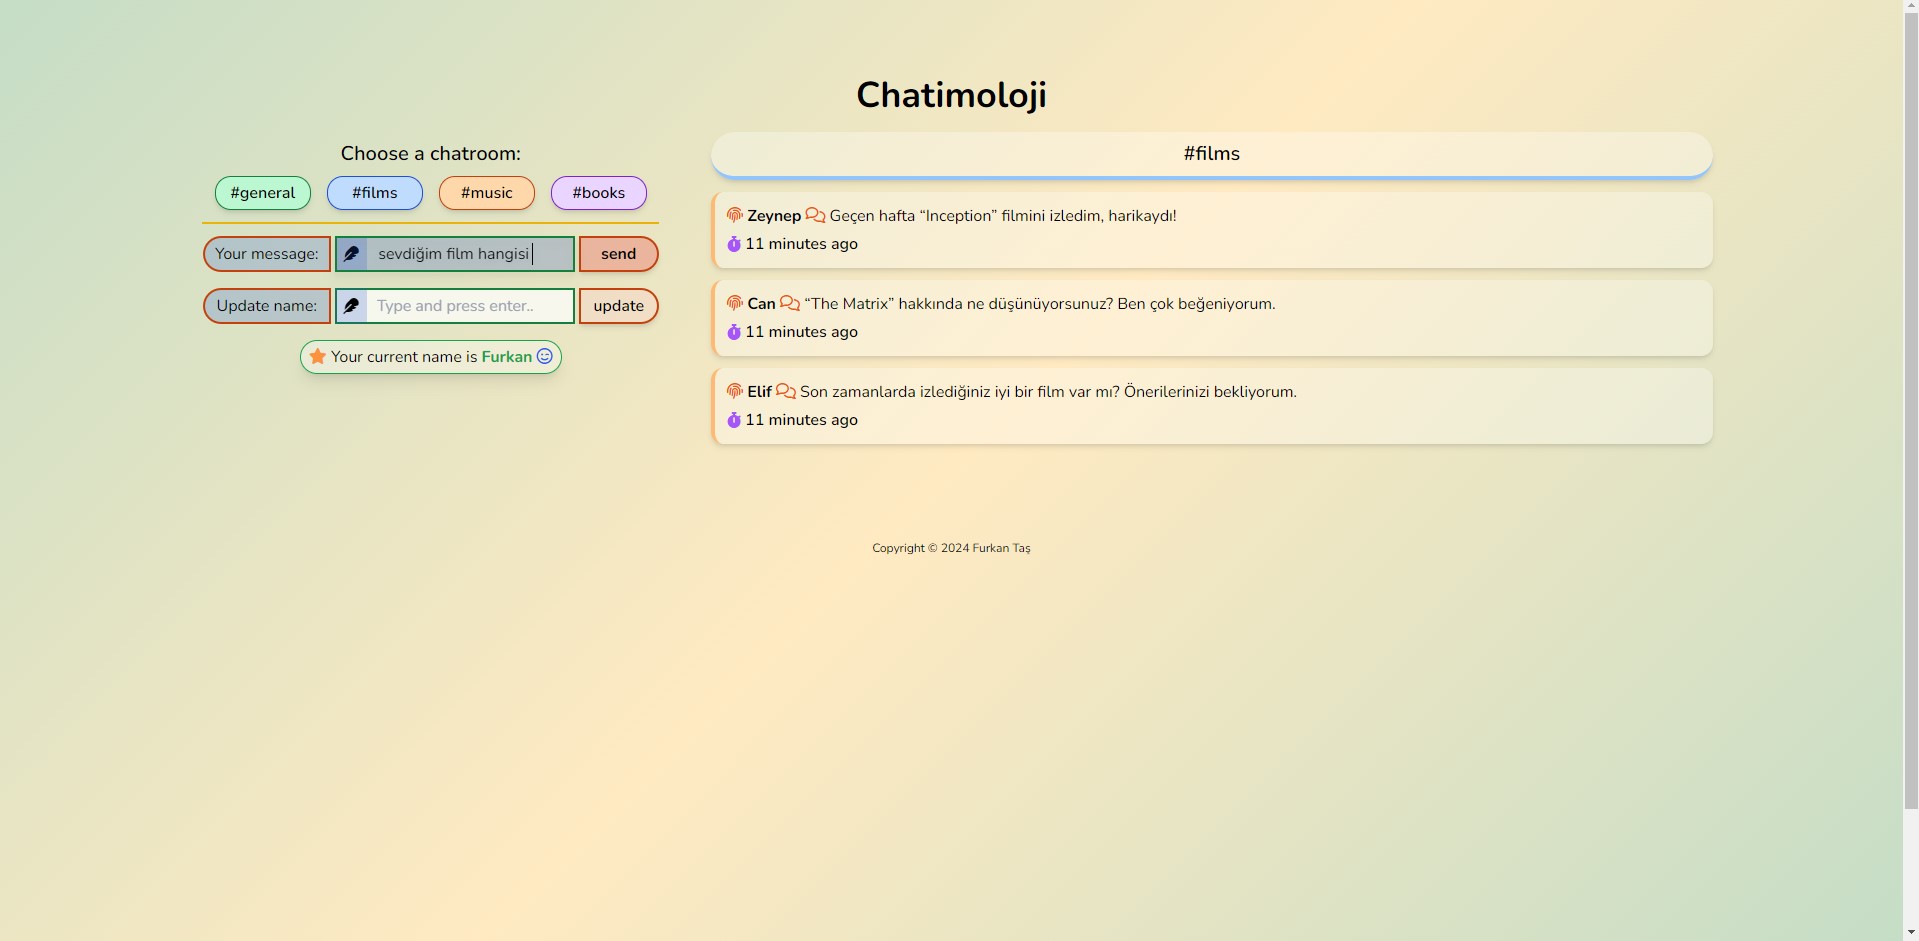 Chatimoloji
Choose a chatroom:
#general #films #music #books
Your message: sevdiğim film hangisi send
Update name: Type and press enter.. update
Your current name is Furkan
#films
Zeynep Geçen hafta “Inception” filmini izledim, harikaydı!
11 minutes ago
Can “The Matrix” hakkında ne düşünüyorsunuz? Ben çok beğeniyorum.
11 minutes ago
Elif Son zamanlarda izlediğiniz iyi bir film var mı? Önerilerinizi bekliyorum.
11 minutes ago
Copyright © 2024 Furkan Taş